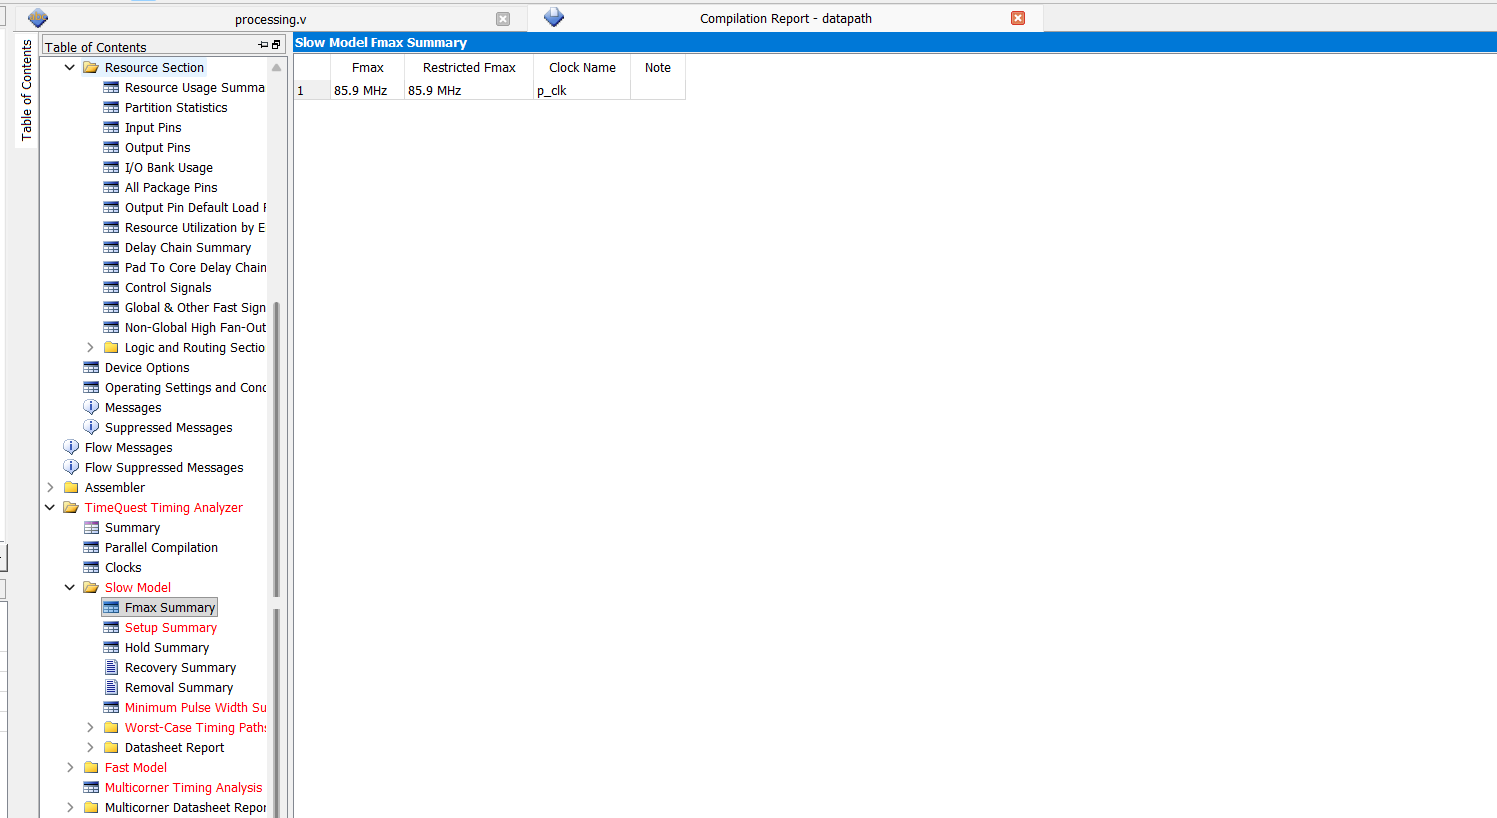 processing.v
Compilation Report - datapath
Table of Contents
Table of Contents
Slow Model Fmax Summary
Fmax Restricted Fmax Clock Name Note
1 85.9 MHz 85.9 MHz p_clk
Resource Section
Resource Usage Summa
Partition Statistics
Input Pins
Output Pins
I/O Bank Usage
All Package Pins
Output Pin Default Load
Resource Utilization by E
Delay Chain Summary
Pad To Core Delay Chain
Control Signals
Global & Other Fast Sign
Non-Global High Fan-Out
Logic and Routing Sectio
Device Options
Operating Settings and Cond
Messages
Suppressed Messages
Flow Messages
Flow Suppressed Messages
Assembler
TimeQuest Timing Analyzer
Summary
Parallel Compilation
Clocks
Slow Model
Fmax Summary
Setup Summary
Hold Summary
Recovery Summary
Removal Summary
Minimum Pulse Width Su
Worst-Case Timing Paths
Datasheet Report
Fast Model
Multicorner Timing Analysis
Multicorner Datasheet Repor